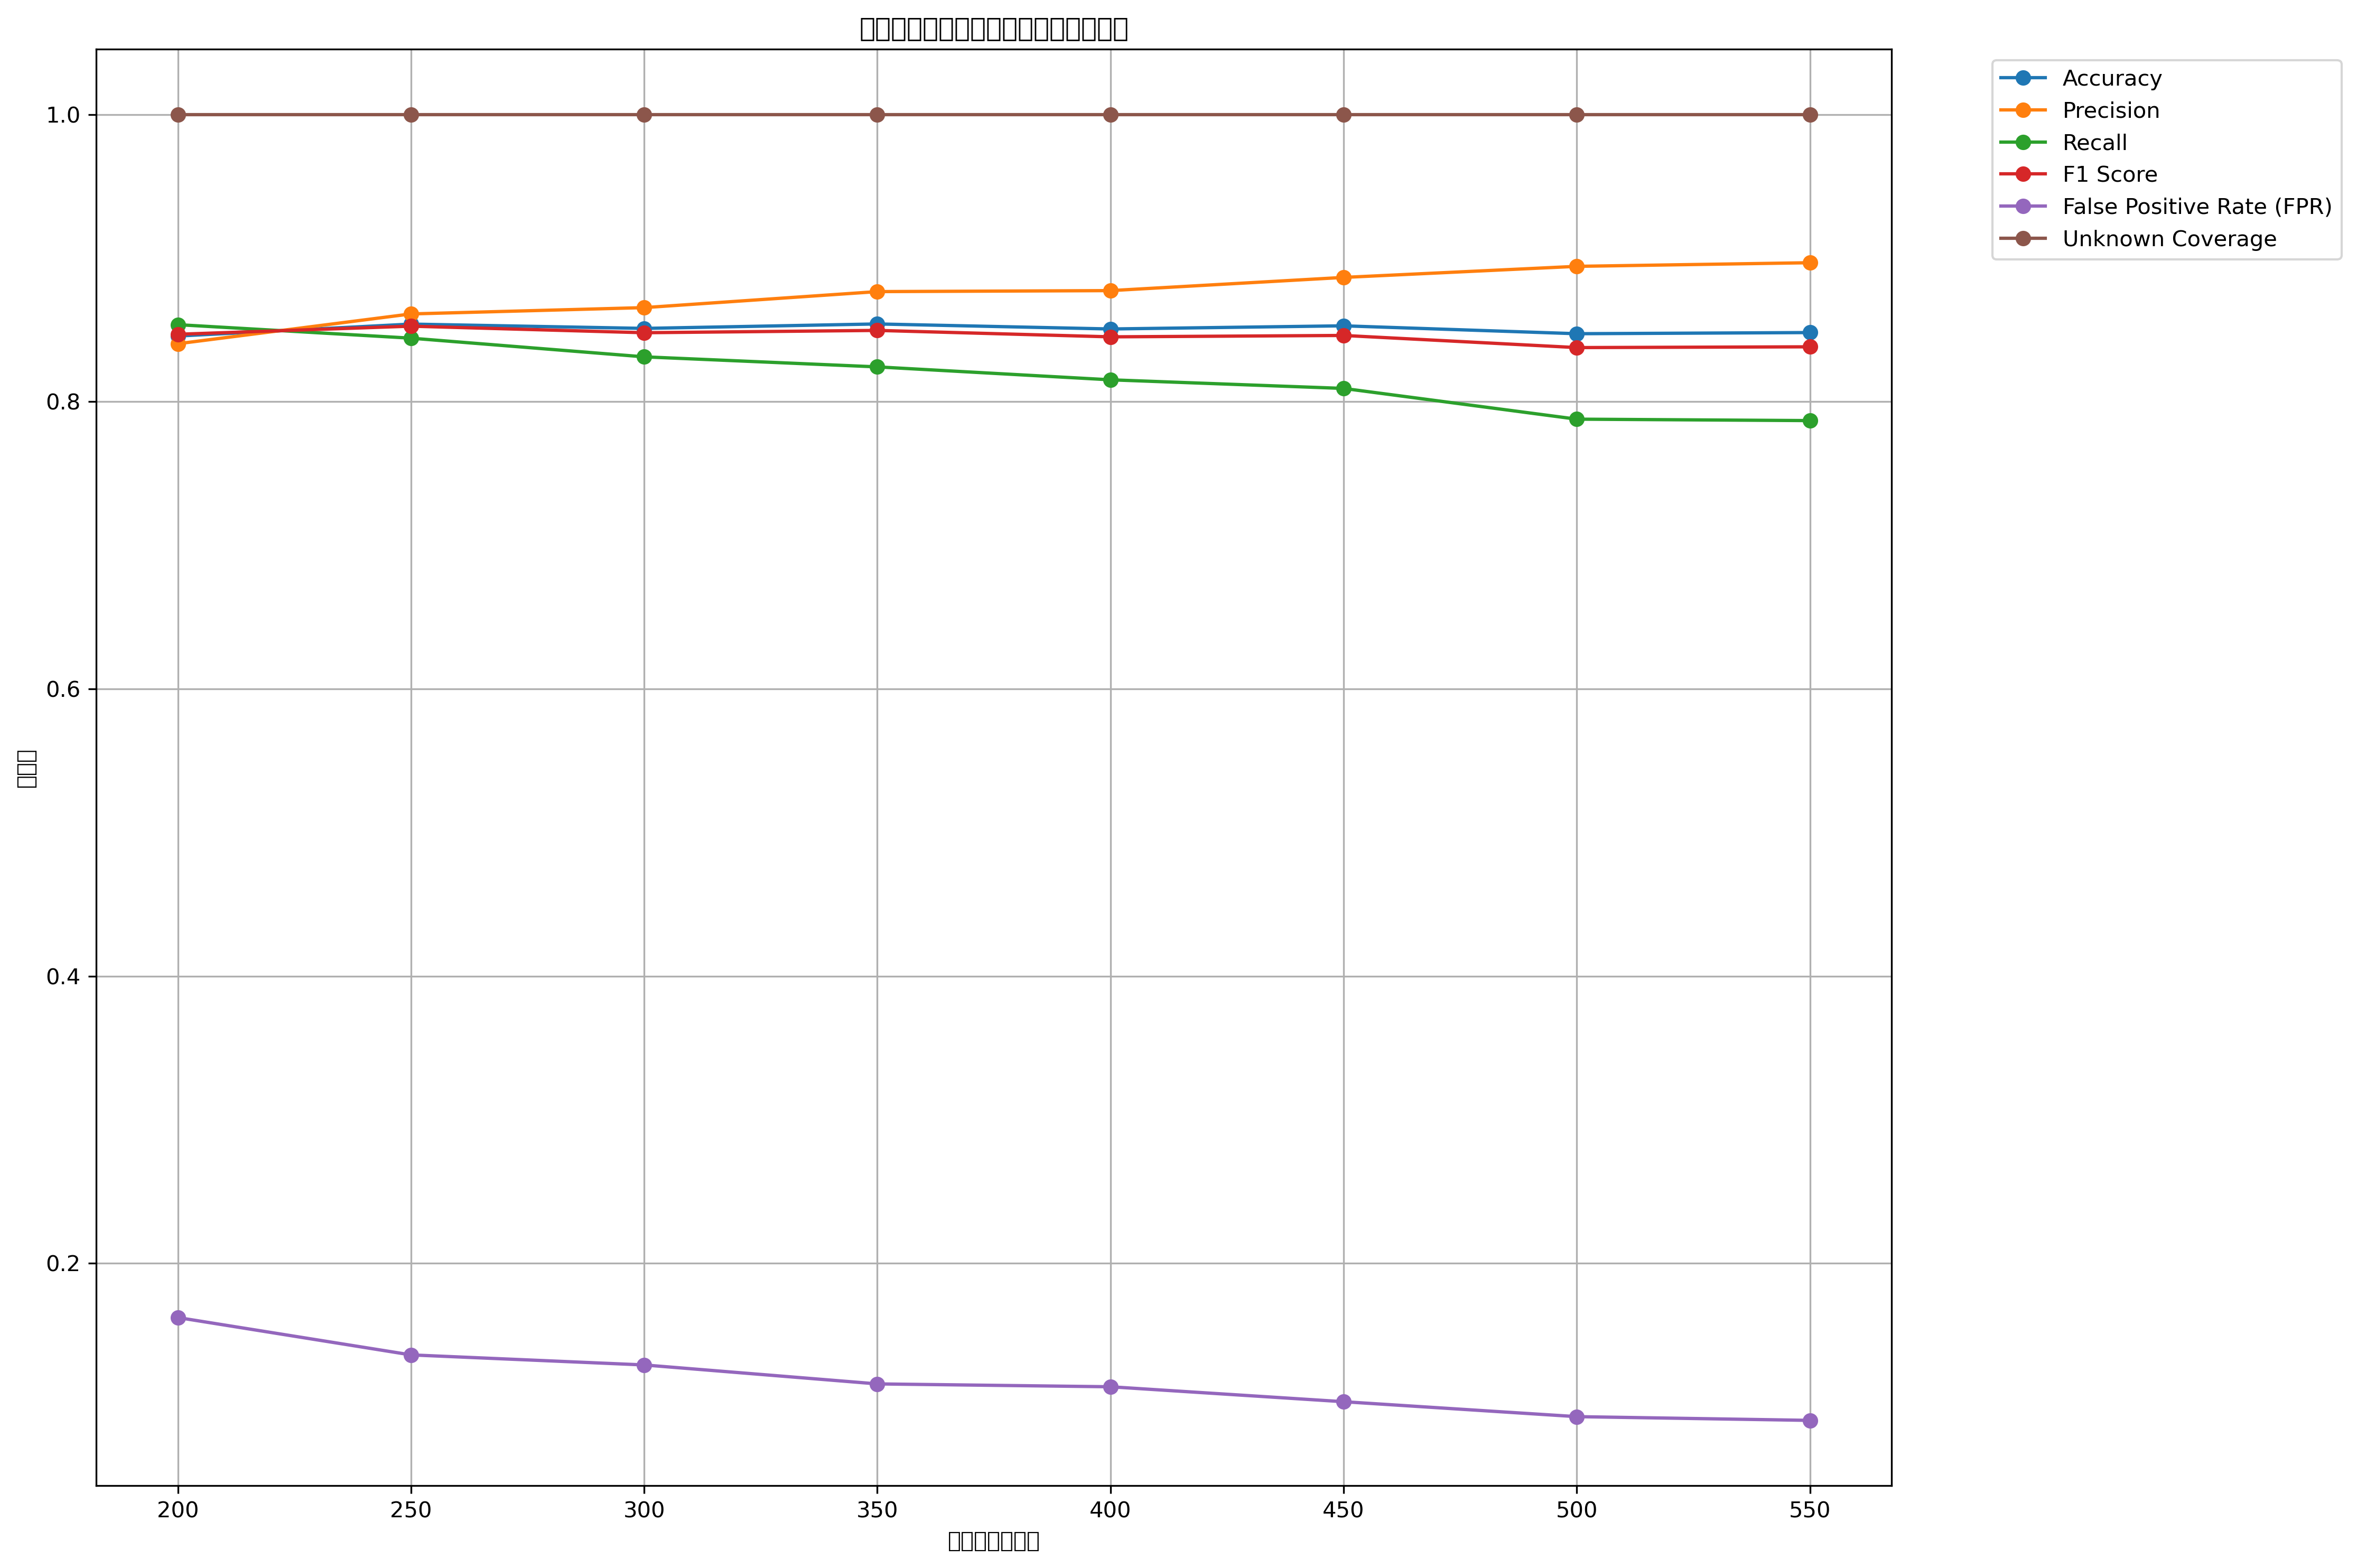 1.0
0.8
0.6
0.4
0.2
200 250 300 350 400 450 500 550
Accuracy
Precision
Recall
F1 Score
False Positive Rate (FPR)
Unknown Coverage